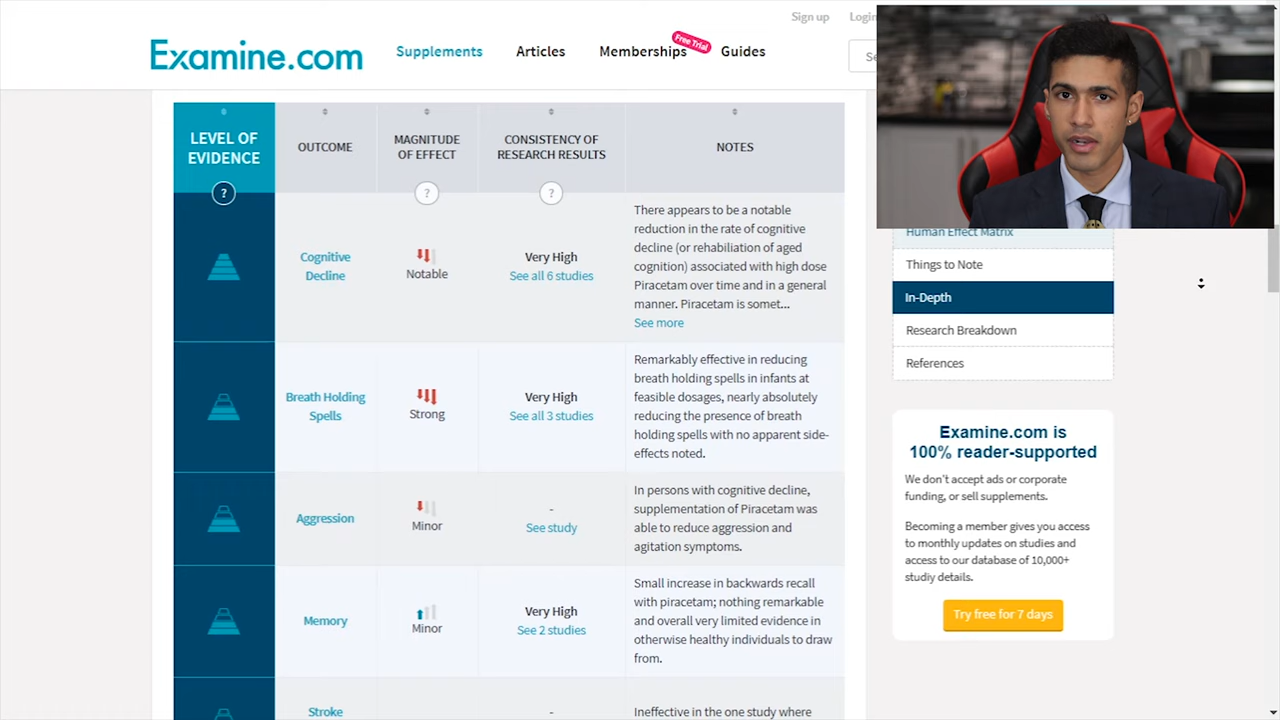 Sign up
Login
Examine.com
Supplements
Articles
Memberships
Free Trial
Guides
LEVEL OF
EVIDENCE
?
OUTCOME
MAGNITUDE
OF EFFECT
?
CONSISTENCY OF
RESEARCH RESULTS
?
NOTES
Cognitive
Decline
Notable
Very High
See all 6 studies
There appears to be a notable
reduction in the rate of cognitive
decline (or rehabiliation of aged
cognition) associated with high dose
Piracetam over time and in a general
manner. Piracetam is somet...
See more
Breath Holding
Spells
Strong
Very High
See all 3 studies
Remarkably effective in reducing
breath holding spells in infants at
feasible dosages, nearly absolutely
reducing the presence of breath
holding spells with no apparent side-
effects noted.
Aggression
Minor
-
See study
In persons with cognitive decline,
supplementation of Piracetam was
able to reduce aggression and
agitation symptoms.
Memory
Minor
Very High
See 2 studies
Small increase in backwards recall
with piracetam; nothing remarkable
and overall very limited evidence in
otherwise healthy individuals to draw
from.
Stroke
-
Ineffective in the one study where
Human Effect Matrix
Things to Note
In-Depth
Research Breakdown
References
Examine.com is
100% reader-supported
We don't accept ads or corporate
funding, or sell supplements.
Becoming a member gives you access
to monthly updates on studies and
access to our database of 10,000+
studiy details.
Try free for 7 days